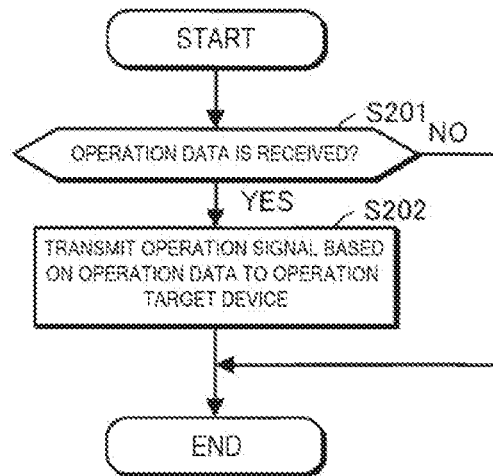 START
S201
NO
OPERATION DATA IS RECEIVED?
YES
S202
TRANSMIT OPERATION SIGNAL BASED
ON OPERATION DATA TO OPERATION
TARGET DEVICE
END